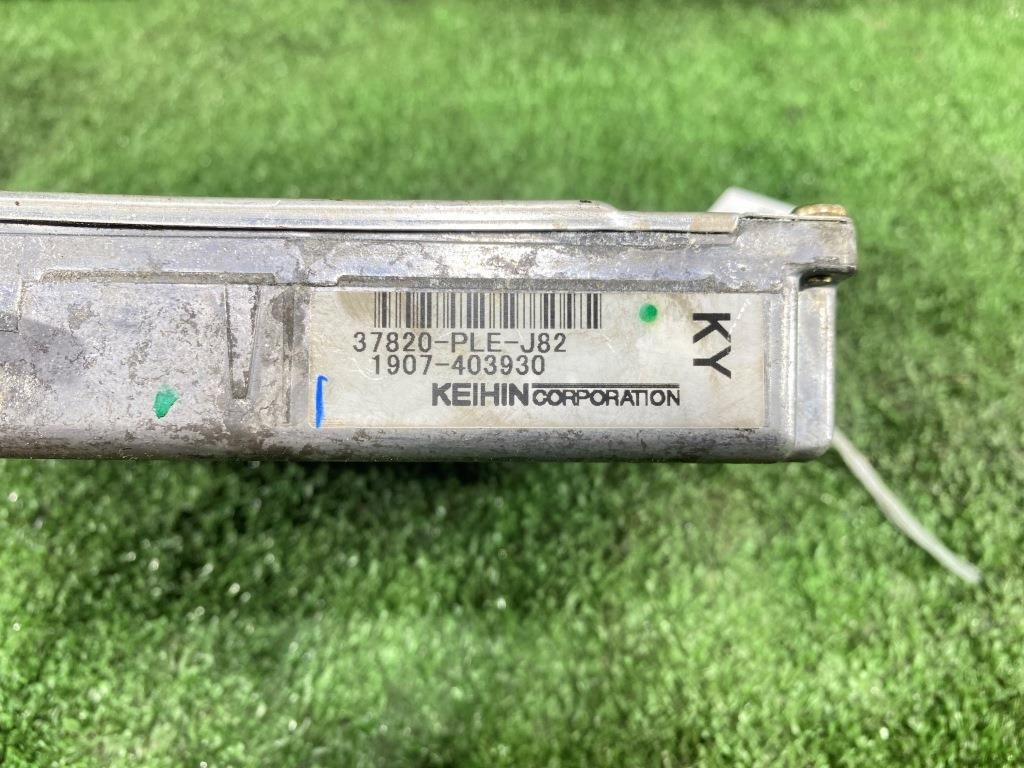 37820-PLE-J82
1907-403930
KEIHIN CORPORATION
KY